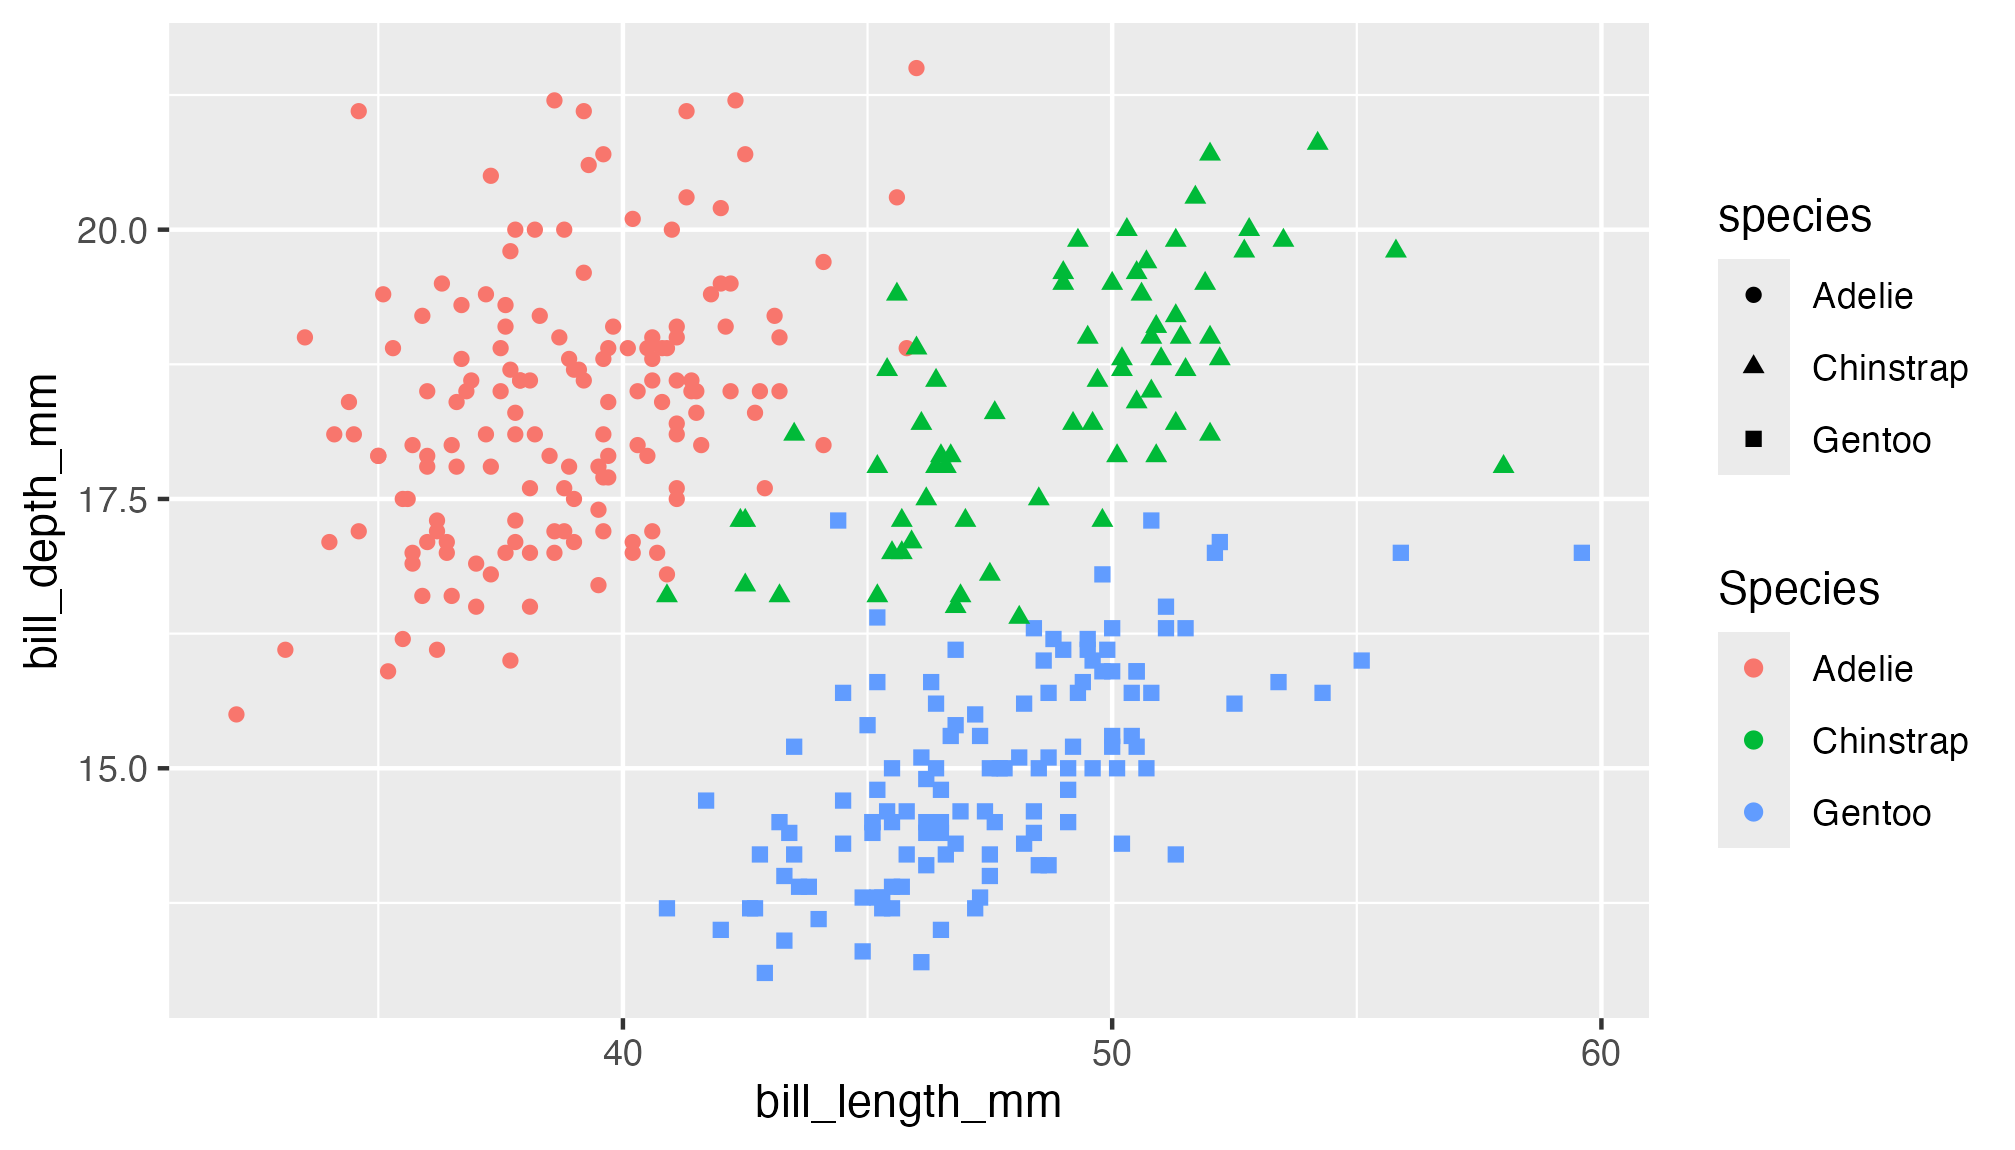 20.0
17.5
15.0
bill_depth_mm
40 50 60
bill_length_mm
species
Adelie
Chinstrap
Gentoo
Species
Adelie
Chinstrap
Gentoo